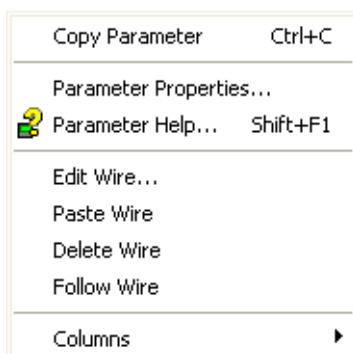 Copy Parameter Ctrl+C
Parameter Properties...
Parameter Help... Shift+F1
Edit Wire...
Paste Wire
Delete Wire
Follow Wire
Columns